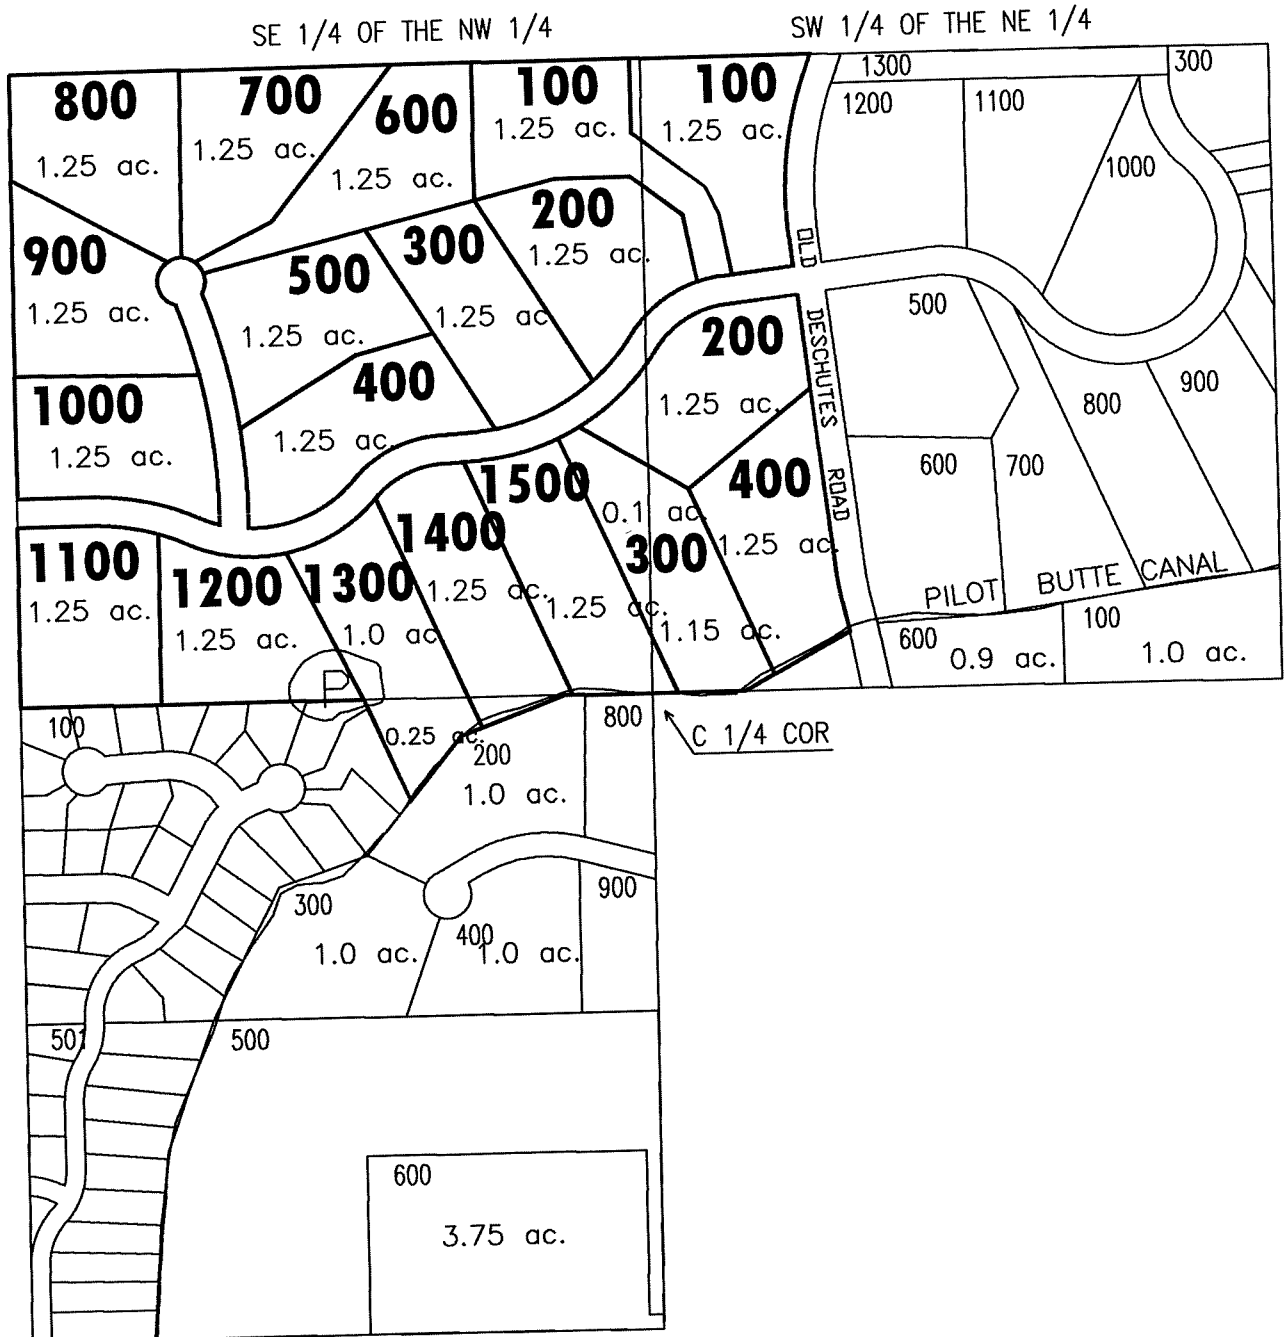 SE 1/4 OF THE NW 1/4
SW 1/4 OF THE NE 1/4
800
1.25 ac.
700
1.25 ac.
600
1.25 ac.
100
1.25 ac.
100
1.25 ac.
1300
300
1200
1100
1000
900
1.25 ac.
500
1.25 ac.
300
1.25 ac
200
1.25 ac.
OLD DESCHUTES ROAD
500
200
1.25 ac.
1000
1.25 ac.
400
1.25 ac.
800
900
600
700
1500
1.25 ac.
0.1 ac.
300
1.15 ac.
400
1.25 ac.
1100
1.25 ac.
1200
1.25 ac.
1300
1.0 ac
1400
1.25 ac.
PILOT BUTTE CANAL
600
0.9 ac.
100
1.0 ac.
P
100
0.25 ac.
200
1.0 ac.
800
C 1/4 COR
300
1.0 ac.
400
1.0 ac.
900
501
500
600
3.75 ac.